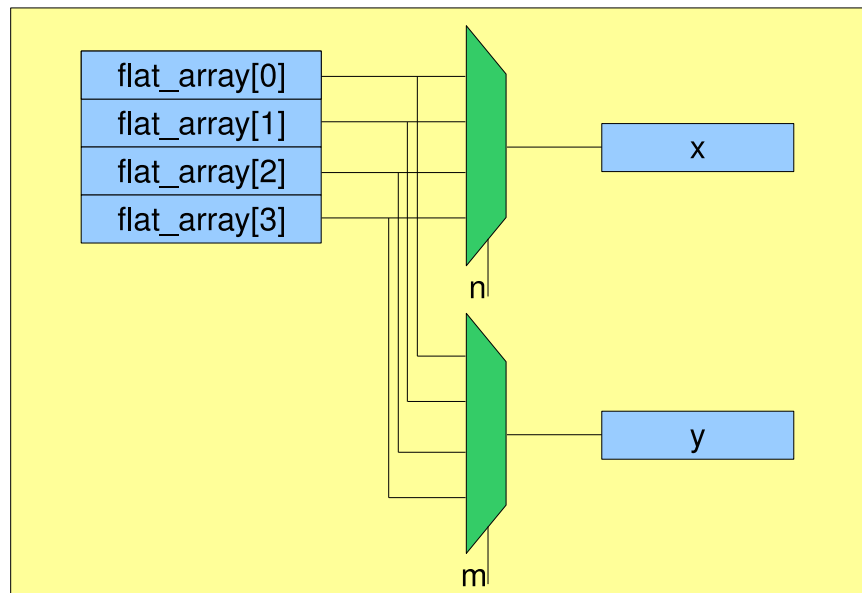 flat_array[0]
flat_array[1]
flat_array[2]
flat_array[3]
x
n
y
m